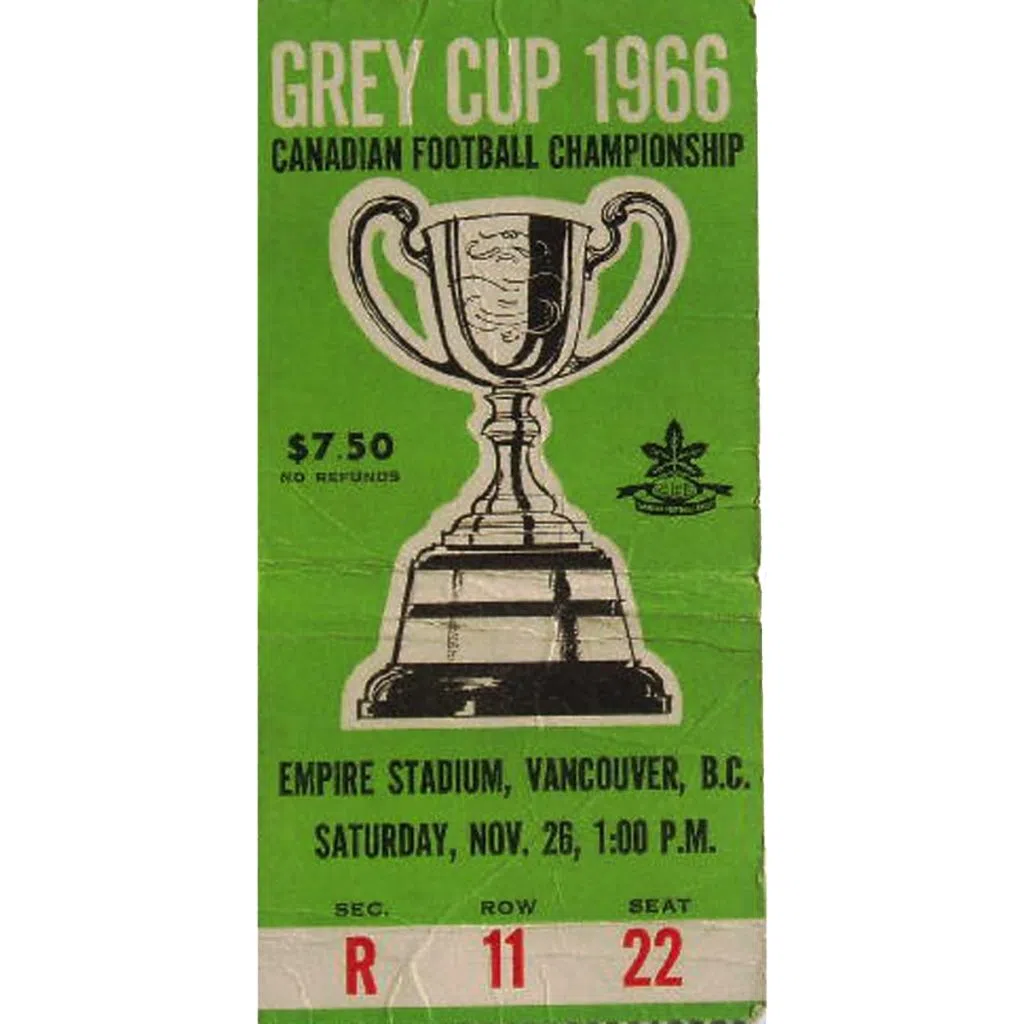 GREY CUP 1966
CANADIAN FOOTBALL CHAMPIONSHIP
$7.50
NO REFUNDS
EMPIRE STADIUM, VANCOUVER, B.C.
SATURDAY, NOV. 26, 1:00 P.M.
SEC. ROW SEAT
R 11 22